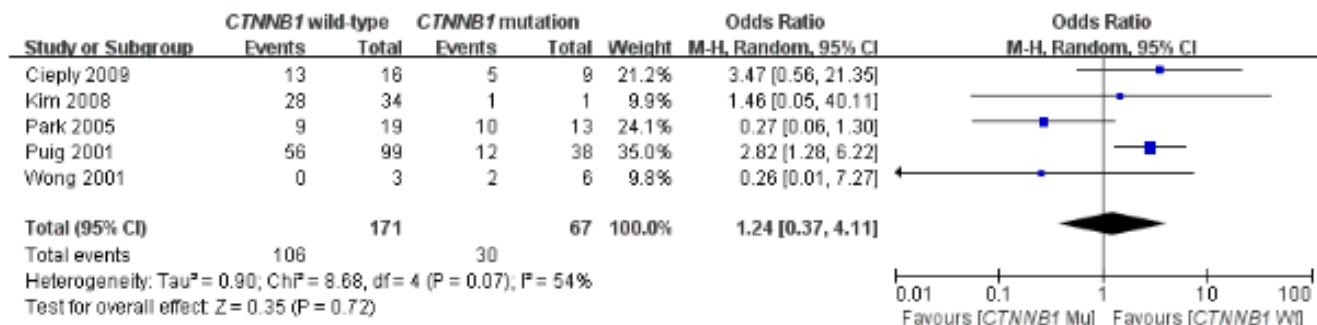 CTNNB1 wild-type CTNNB1 mutation Odds Ratio Odds Ratio
Study or Subgroup Events Total Events Total Weight M-H, Random, 95% CI M-H, Random, 95% CI
Cieply 2009 13 16 5 9 21.2% 3.47 [0.56, 21.35]
Kim 2008 28 34 1 1 9.9% 1.46 [0.05, 40.11]
Park 2005 9 19 10 13 24.1% 0.27 [0.06, 1.30]
Puig 2001 56 99 12 38 35.0% 2.82 [1.28, 6.22]
Wong 2001 0 3 2 6 9.8% 0.26 [0.01, 7.27]
Total (95% CI) 171 67 100.0% 1.24 [0.37, 4.11]
Total events 106 30
Heterogeneity: Tau² = 0.90; Chi² = 8.68, df = 4 (P = 0.07); I² = 54%
Test for overall effect: Z = 0.35 (P = 0.72)
0.01 0.1 1 10 100
Favours [CTNNB1 Mu] Favours [CTNNB1 Wt]